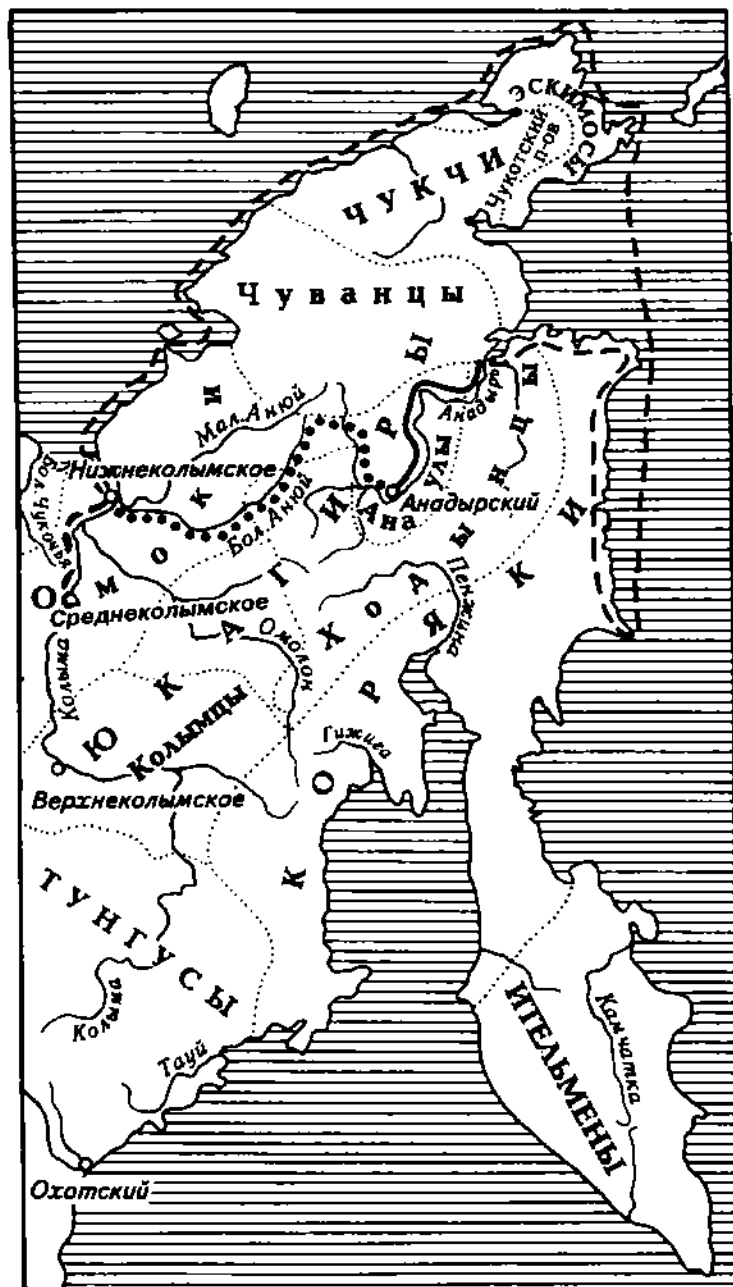 ЭСКИМОСЫ
Чукотский
п-ов
ЧУКЧИ
Чуванцы
Мал. Анюй
Анадырь
Нижнеколымское
Бол. Анюй
Анаулы
Анадырский
Бол. Чукочья
Омоки
Среднеколымское
ЮКАГИРЫ
Ходынцы
Пенжина
Омолон
Колыма
Колымцы
Гижига
КОРЯКИ
Верхнеколымское
ТУНГУСЫ
Колыма
Тауй
ИТЕЛЬМЕНЫ
Камчатка
Охотский